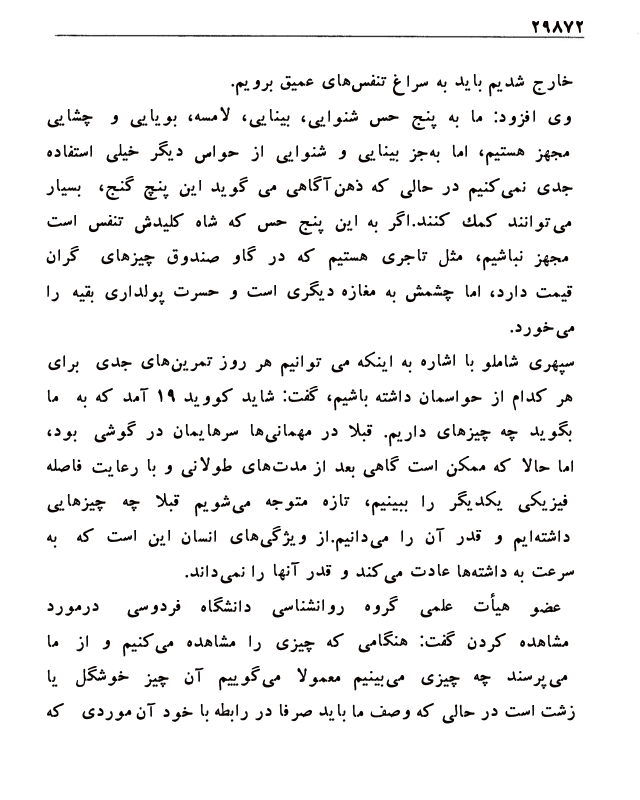 ۲۹۸۷۲
خارج شدیم باید به سراغ تنفس‌های عمیق برویم.
وی افزود: ما به پنج حس شنوایی، بینایی، لامسه، بویایی و چشایی
مجهز هستیم، اما به‌جز بینایی و شنوایی از حواس دیگر خیلی استفاده
جدی نمی‌کنیم در حالی که ذهن‌آگاهی می گوید این پنج گنج، بسیار
می‌توانند کمك کنند.اگر به این پنج حس که شاه کلیدش تنفس است
مجهز نباشیم، مثل تاجری هستیم که در گاو صندوق چیزهای گران
قیمت دارد، اما چشمش به مغازه دیگری است و حسرت پولداری بقیه را
می‌خورد.
سپهری شاملو با اشاره به اینکه می توانیم هر روز تمرین‌های جدی برای
هر کدام از حواسمان داشته باشیم، گفت: شاید کووید ۱۹ آمد که به ما
بگوید چه چیزهای داریم. قبلا در مهمانی‌ها سرهایمان در گوشی بود،
اما حالا که ممکن است گاهی بعد از مدت‌های طولانی و با رعایت فاصله
فیزیکی یکدیگر را ببینیم، تازه متوجه می‌شویم قبلا چه چیزهایی
داشته‌ایم و قدر آن را می‌دانیم.از ویژگی‌های انسان این است که به
سرعت به داشته‌ها عادت می‌کند و قدر آنها را نمی‌داند.
عضو هیأت علمی گروه روانشناسی دانشگاه فردوسی درمورد
مشاهده کردن گفت: هنگامی که چیزی را مشاهده می‌کنیم و از ما
می‌پرسند چه چیزی می‌بینیم معمولا می‌گوییم آن چیز خوشگل یا
زشت است در حالی که وصف ما باید صرفا در رابطه با خود آن موردی که